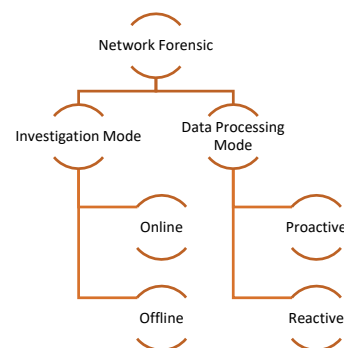 Network Forensic
Investigation Mode
Data Processing
Mode
Online
Proactive
Offline
Reactive